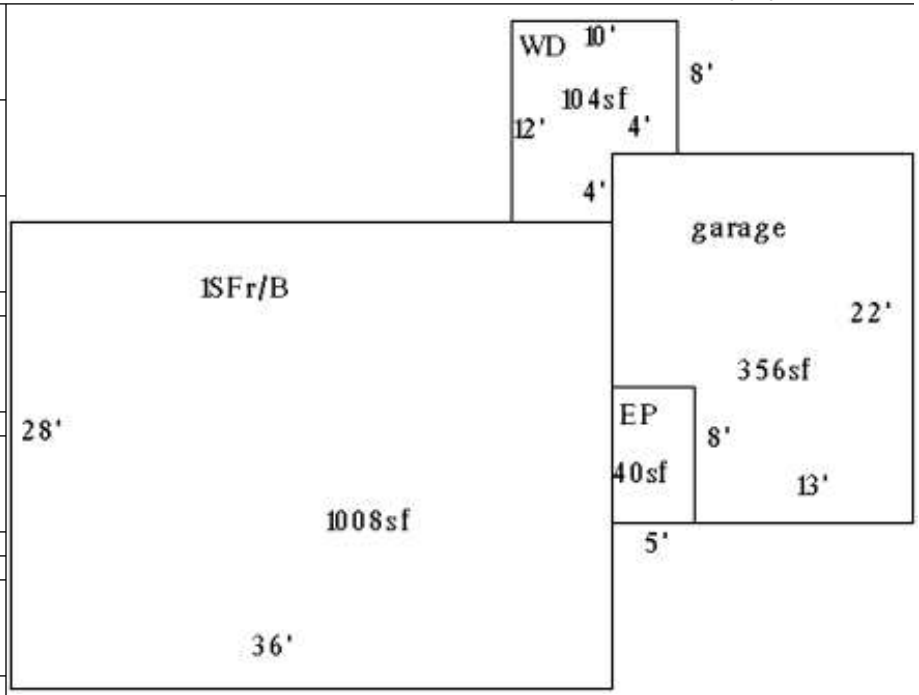 WD 10'
8'
104sf
12' 4'
4'
garage
1SFr/B
22'
356sf
EP
28' 8'
40sf 13'
1008sf
5'
36'